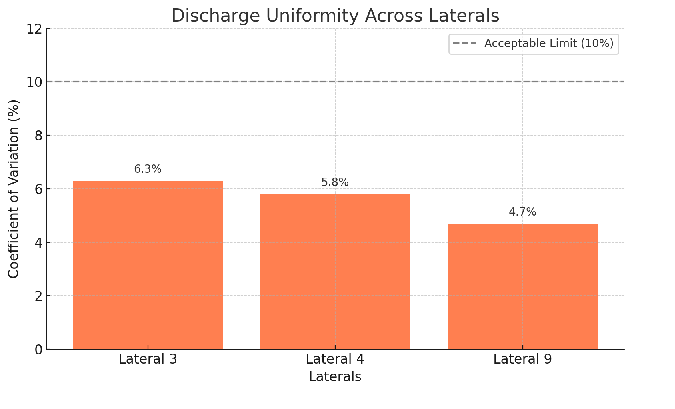 Discharge Uniformity Across Laterals
Coefficient of Variation (%)
12
10
8
6
4
2
0
Acceptable Limit (10%)
6.3%
5.8%
4.7%
Lateral 3
Lateral 4
Lateral 9
Laterals